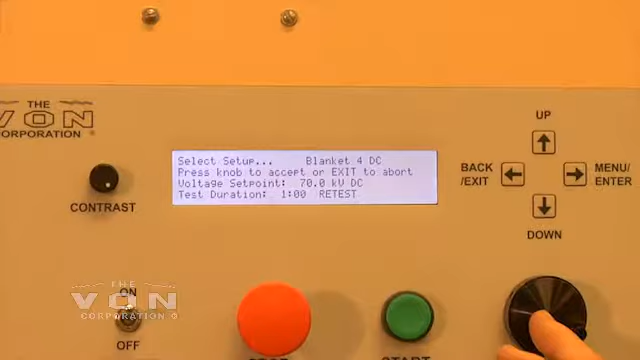 THE
VON
CORPORATION
Select Setup... Blanket 4 DC
Press knob to accept or EXIT to abort
Voltage Setpoint: 70.0 kV DC
Test Duration: 1:00 RETEST
CONTRAST
UP
BACK
/EXIT
MENU/
ENTER
DOWN
ON
OFF
THE
VON
CORPORATION
STOP
START